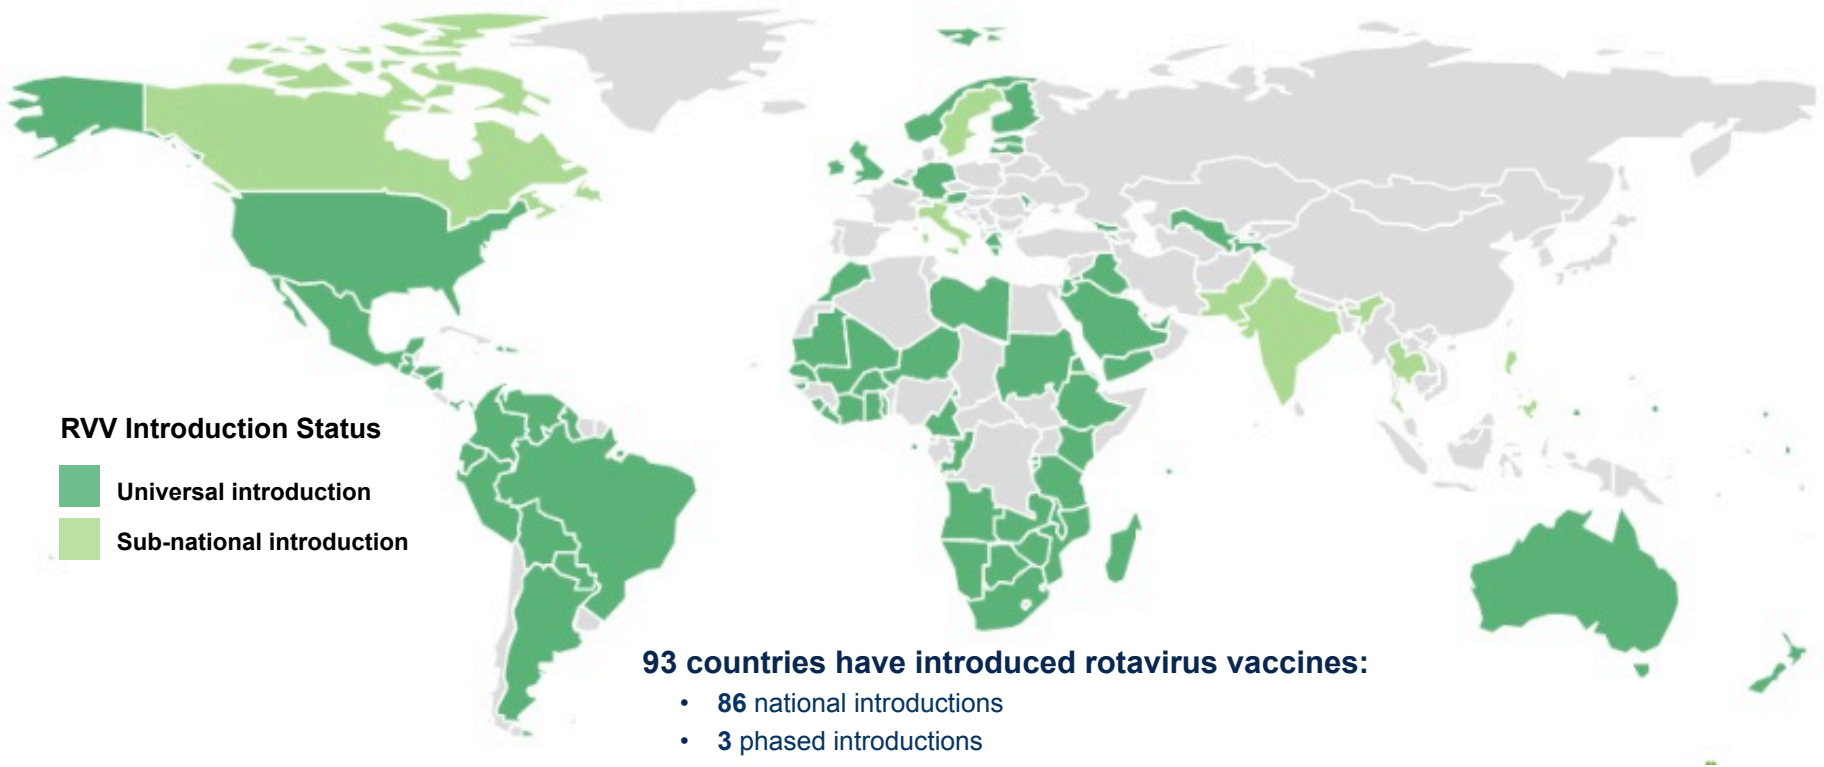 RVV Introduction Status
Universal introduction
Sub-national introduction
93 countries have introduced rotavirus vaccines:
• 86 national introductions
• 3 phased introductions